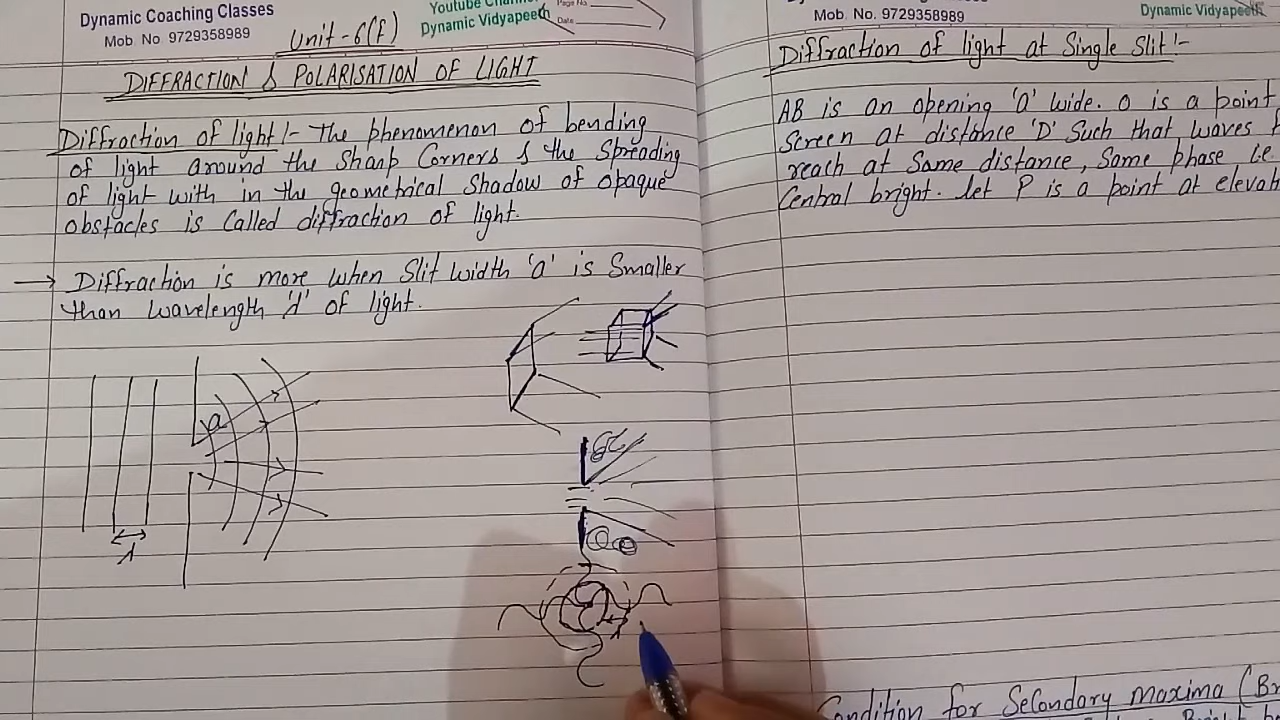 Dynamic Coaching Classes
Mob. No. 9729358989
Youtube Channel
Dynamic Vidyapeeth
Page No.
Date
Unit-6(f)
DIFFRACTION & POLARISATION OF LIGHT
Diffraction of light :- The phenomenon of bending
of light around the sharp Corners & the Spreading
of light with in the geometrical Shadow of opaque
obstacles is Called diffraction of light.
→ Diffraction is more when Slit width 'a' is Smaller
than wavelength 'λ' of light.
a
λ
λ
Mob. No. 9729358989
Dynamic Vidyapeeth
Diffraction of light at Single Slit :-
AB is an opening 'a' wide. O is a point
Screen at distance 'D' Such that waves
reach at Same distance, Same phase, i.e.
Central bright. let P is a point at elevat
Condition for Secondary maxima (Br